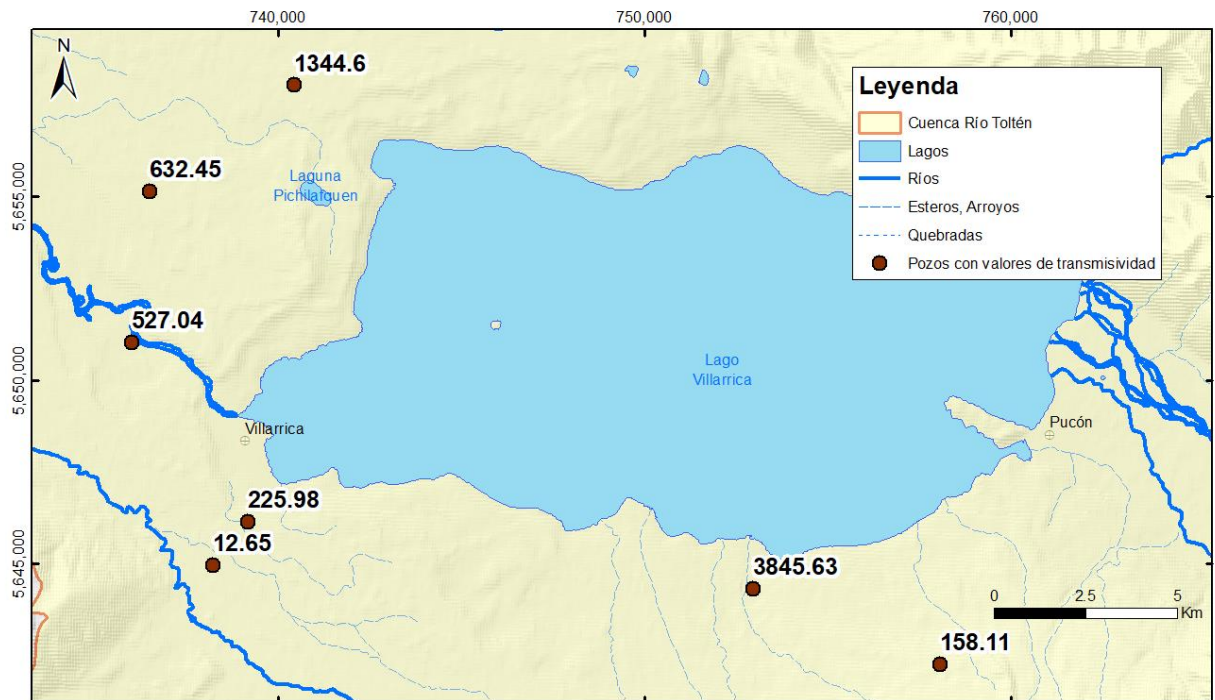 740,000
750,000
760,000
N
1344.6
632.45
Laguna
Pichilafquen
5,655,000
Leyenda
Cuenca Río Toltén
Lagos
Ríos
Esteros, Arroyos
Quebradas
Pozos con valores de transmisividad
527.04
5,650,000
Lago
Villarrica
Villarrica
Pucón
225.98
12.65
5,645,000
3845.63
0 2.5 5
Km
158.11